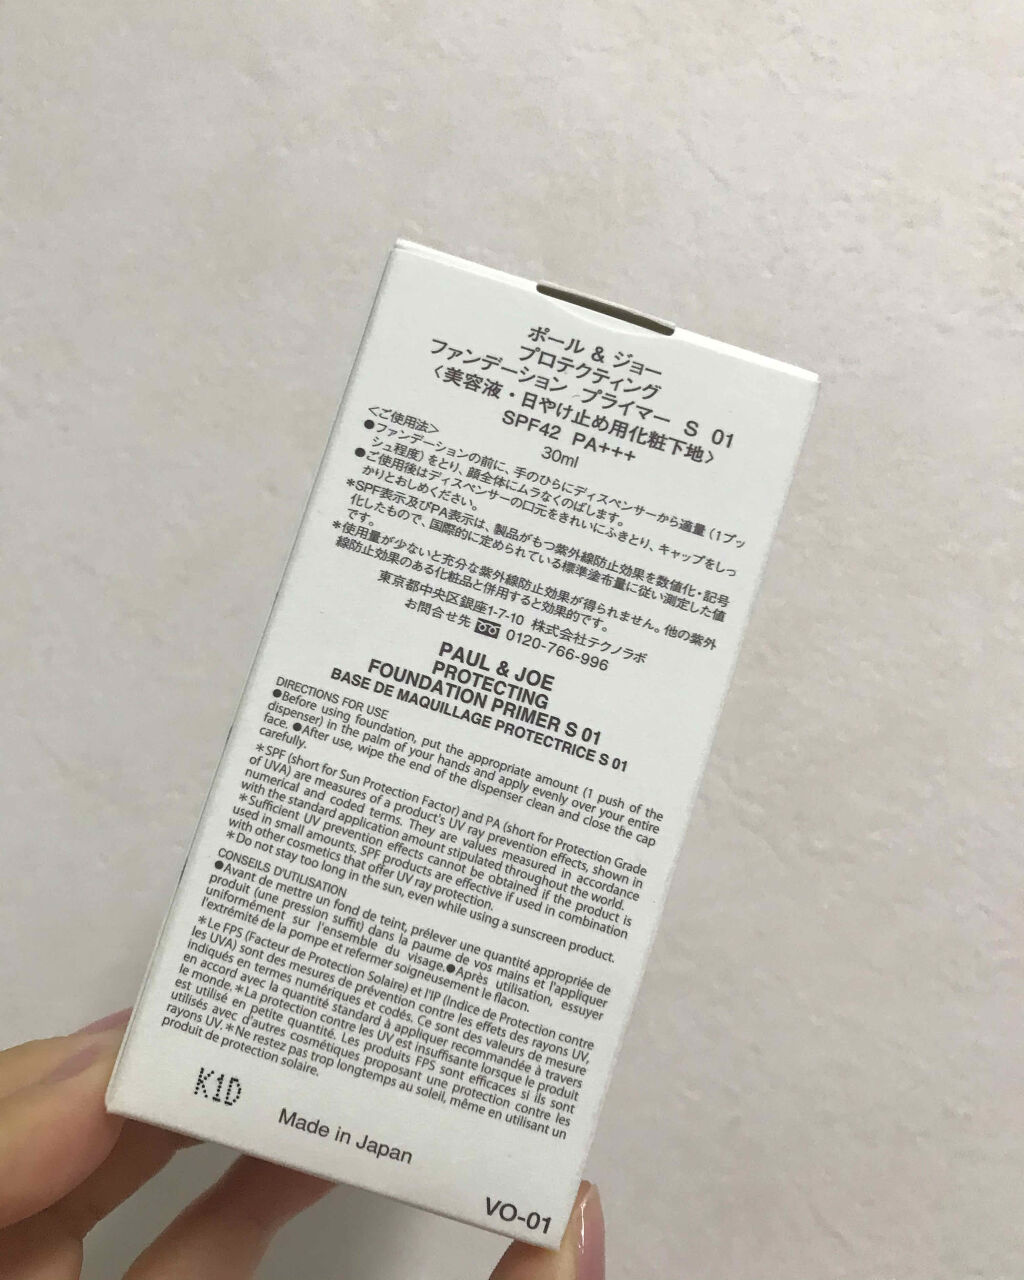 ポール & ジョー
プロテクティング
ファンデーション プライマー S 01
〈美容液・日やけ止め用化粧下地〉
SPF42 PA+++
30ml
＜ご使用法＞
●ファンデーションの前に、手のひらにディスペンサーから適量（1プッ
シュ程度）をとり、顔全体にムラなくのばします。
●ご使用後はディスペンサーの口元をきれいにふきとり、キャップをしっ
かりとおしめください。
＊SPF表示及びPA表示は、製品がもつ紫外線防止効果を数値化・記号
化したもので、国際的に定められている標準塗布量に従い測定した値
です。
＊使用量が少ないと充分な紫外線防止効果が得られません。他の紫外
線防止効果のある化粧品と併用すると効果的です。
東京都中央区銀座1-7-10 株式会社テクノラボ
お問合せ先 0120-766-996
PAUL & JOE
PROTECTING
FOUNDATION PRIMER S 01
BASE DE MAQUILLAGE PROTECTRICE S 01
DIRECTIONS FOR USE
●Before using foundation, put the appropriate amount (1 push of the
dispenser) in the palm of your hands and apply evenly over your entire
face. ●After use, wipe the end of the dispenser clean and close the cap
carefully.
＊SPF (short for Sun Protection Factor) and PA (short for Protection Grade
of UVA) are measures of a product's UV ray prevention effects, shown in
numerical and coded terms. They are values measured in accordance
with the standard application amount stipulated throughout the world.
＊Sufficient UV prevention effects cannot be obtained if the product is
used in small amounts. SPF products are effective if used in combination
with other cosmetics that offer UV ray protection.
＊Do not stay too long in the sun, even while using a sunscreen product.
CONSEILS D'UTILISATION
●Avant de mettre un fond de teint, prélever une quantité appropriée de
produit (une pression suffit) dans la paume de vos mains et l'appliquer
uniformément sur l'ensemble du visage.●Après utilisation, essuyer
l'extrémité de la pompe et refermer soigneusement le flacon.
＊Le FPS (Facteur de Protection Solaire) et l'IP (Indice de Protection contre
les UVA) sont des mesures de prévention contre les effets des rayons UV,
indiqués en termes numériques et codés. Ce sont des valeurs de mesure
en accord avec la quantité standard à appliquer recommandée à travers
le monde.＊La protection contre les UV est insuffisante lorsque le produit
est utilisé en petite quantité. Les produits FPS sont efficaces si ils sont
utilisés avec d'autres cosmétiques proposant une protection contre les
rayons UV.＊Ne restez pas trop longtemps au soleil, même en utilisant un
produit de protection solaire.
K1D
Made in Japan
VO-01